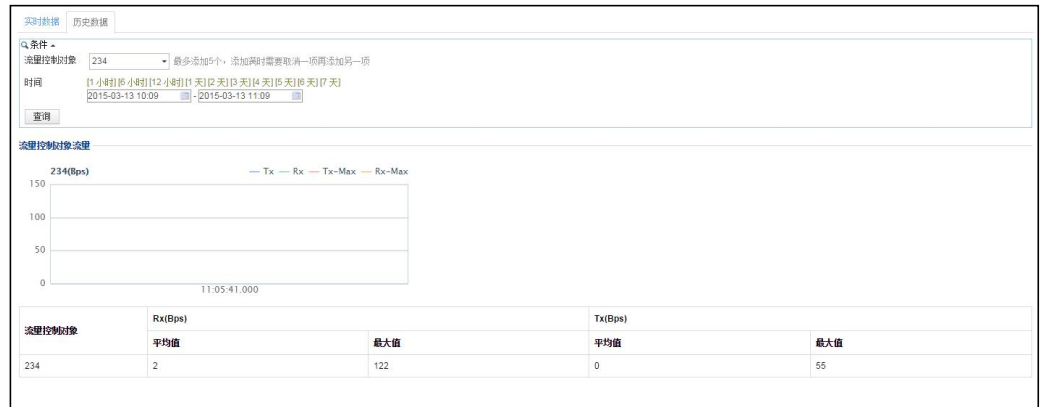 实时数据 历史数据
条件
流量控制对象 234 最多添加5个，添加满时需要取消一项再添加另一项
时间 [1 小时] [6 小时] [12 小时] [1 天] [2 天] [3 天] [4 天] [5 天] [6 天] [7 天]
2015-03-13 10:09 - 2015-03-13 11:09
查询
流量控制对象流量
234(Bps) Tx Rx Tx-Max Rx-Max
150
100
50
0
11:05:41.000
流量控制对象 Rx(Bps) Tx(Bps)
平均值 最大值 平均值 最大值
234 2 122 0 55